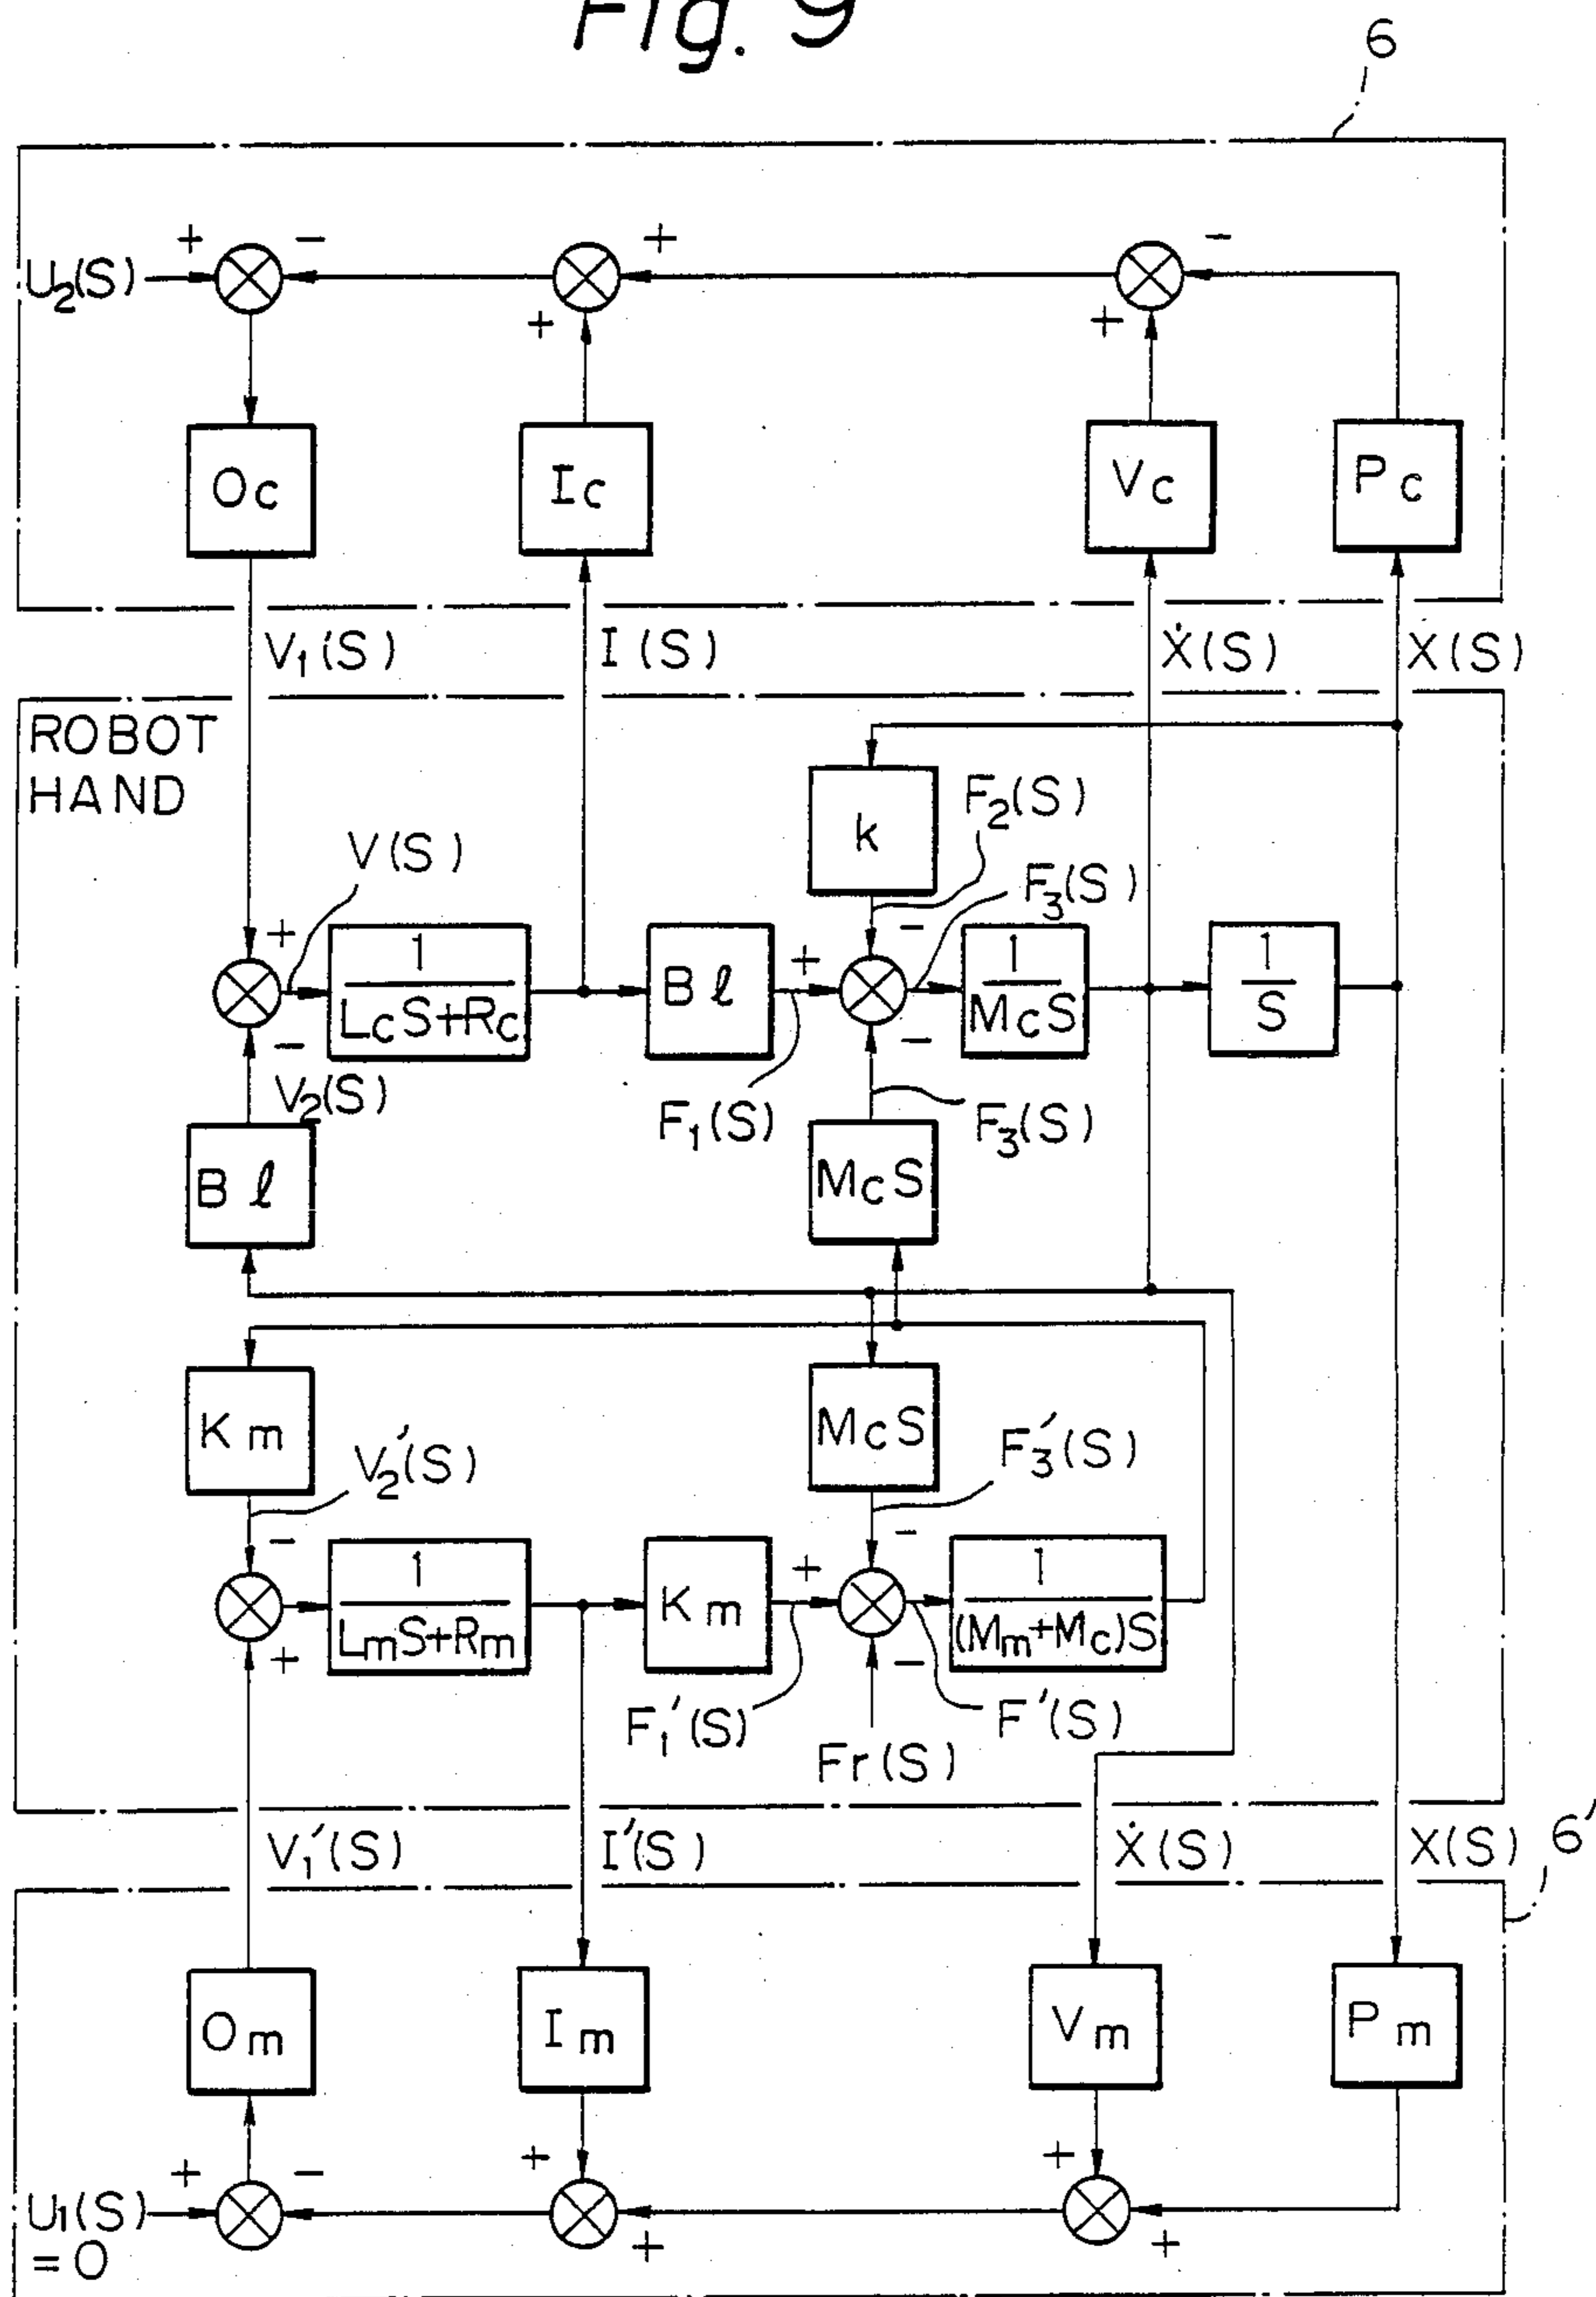 Fig. 9
6
+ − + −
U₂(S)
+ +
Oc Ic Vc Pc
V₁(S) I(S) Ẋ(S) X(S)
ROBOT
HAND
k
F₂(S)
V(S)
F₃(S)
+ + −
1
LcS+Rc
Bℓ
1
McS
1
S
− −
V₂(S)
F₁(S)
F₃(S)
Bℓ
McS
Km
McS
V₂′(S)
F₃′(S)
− + −
1
LmS+Rm
Km
1
(Mm+Mc)S
+ −
F₁′(S)
F′(S)
Fr(S)
V₁′(S) I′(S) Ẋ(S) X(S)
6′
Om Im Vm Pm
+ − + +
U₁(S)
=0
+ +